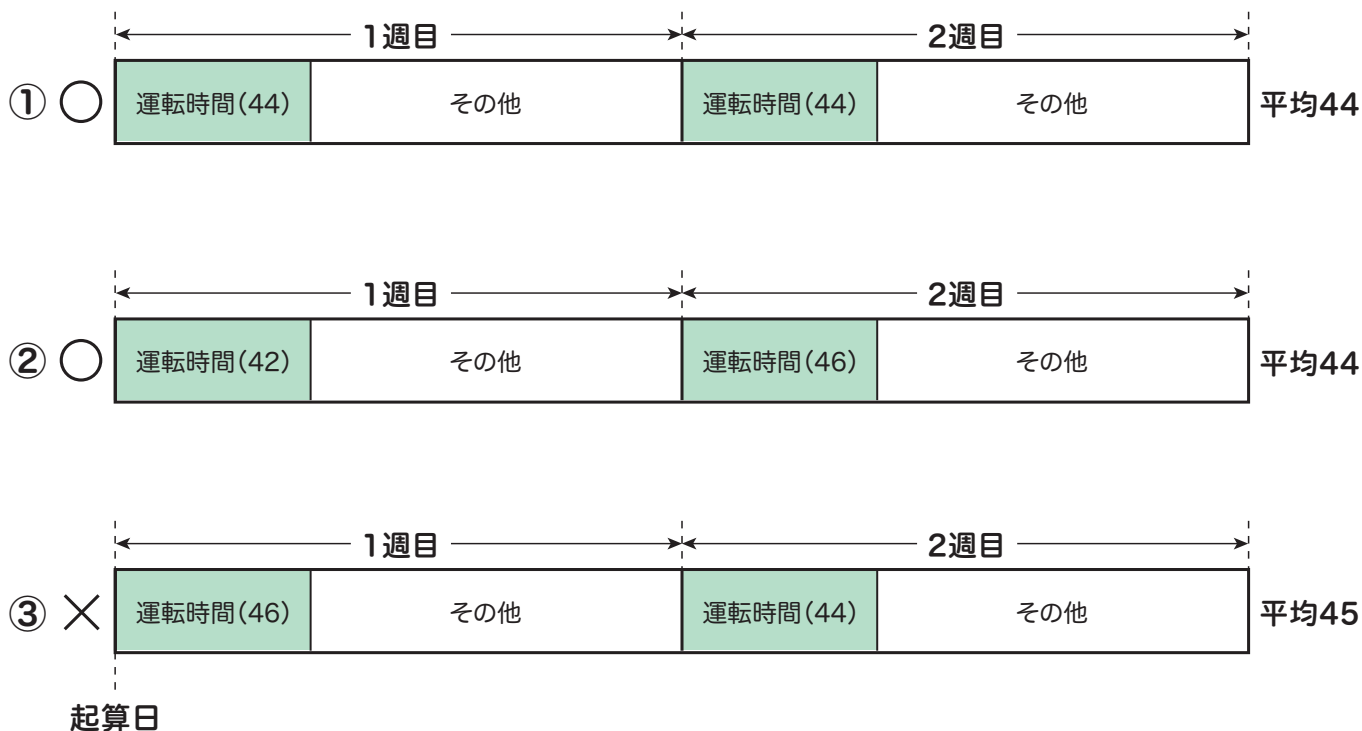 1週目 2週目
① ○ 運転時間(44) その他 運転時間(44) その他 平均44
1週目 2週目
② ○ 運転時間(42) その他 運転時間(46) その他 平均44
1週目 2週目
③ × 運転時間(46) その他 運転時間(44) その他 平均45
起算日